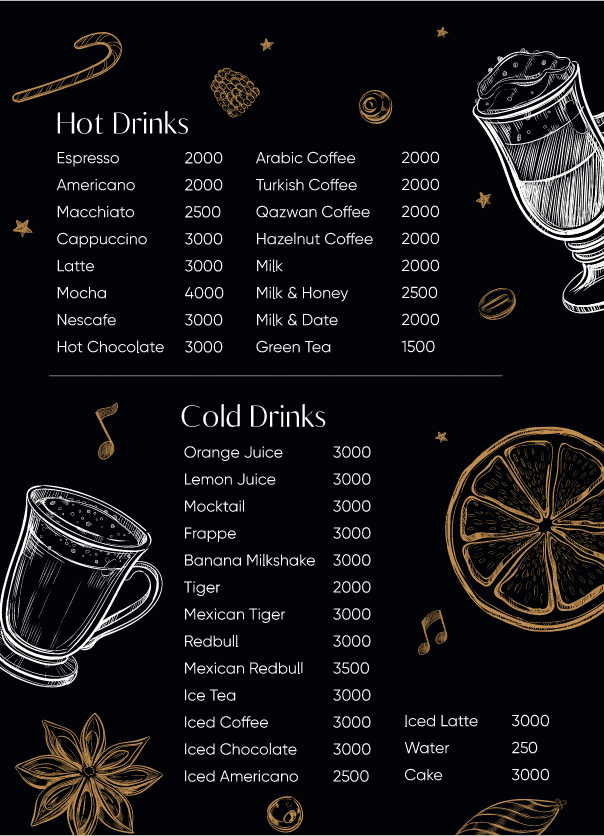 Hot Drinks
Espresso 2000
Americano 2000
Macchiato 2500
Cappuccino 3000
Latte 3000
Mocha 4000
Nescafe 3000
Hot Chocolate 3000
Arabic Coffee 2000
Turkish Coffee 2000
Qazwan Coffee 2000
Hazelnut Coffee 2000
Milk 2000
Milk & Honey 2500
Milk & Date 2000
Green Tea 1500
Cold Drinks
Orange Juice 3000
Lemon Juice 3000
Mocktail 3000
Frappe 3000
Banana Milkshake 3000
Tiger 2000
Mexican Tiger 3000
Redbull 3000
Mexican Redbull 3500
Ice Tea 3000
Iced Coffee 3000
Iced Chocolate 3000
Iced Americano 2500
Iced Latte 3000
Water 250
Cake 3000